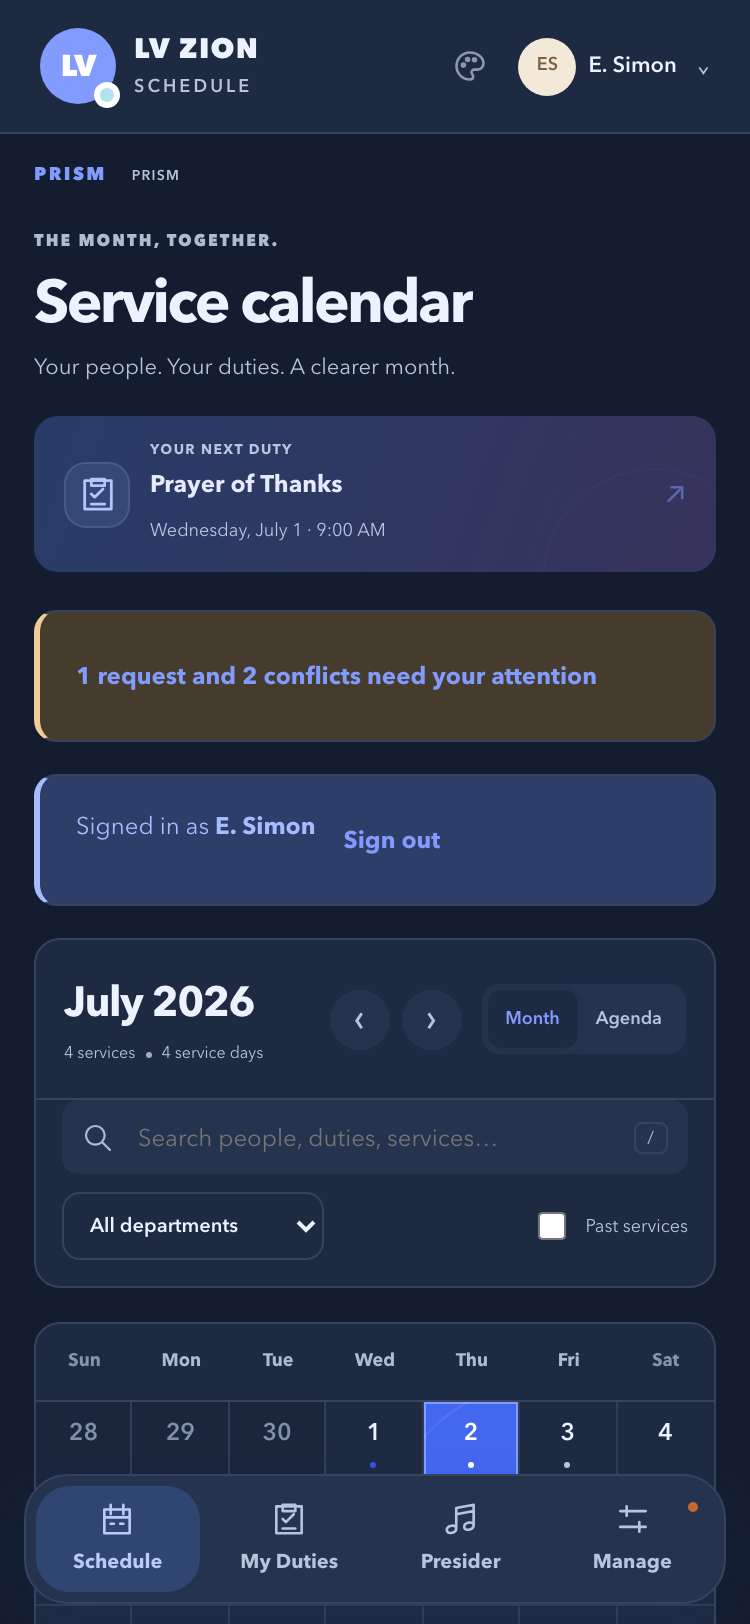 LV
LV ZION
SCHEDULE
ES
E. Simon
PRISM PRISM
THE MONTH, TOGETHER.
Service calendar
Your people. Your duties. A clearer month.
YOUR NEXT DUTY
Prayer of Thanks
Wednesday, July 1 · 9:00 AM
1 request and 2 conflicts need your attention
Signed in as E. Simon Sign out
July 2026
4 services • 4 service days
‹ ›
Month Agenda
Search people, duties, services… /
All departments
Past services
Sun Mon Tue Wed Thu Fri Sat
28 29 30 1 2 3 4
Schedule My Duties Presider Manage